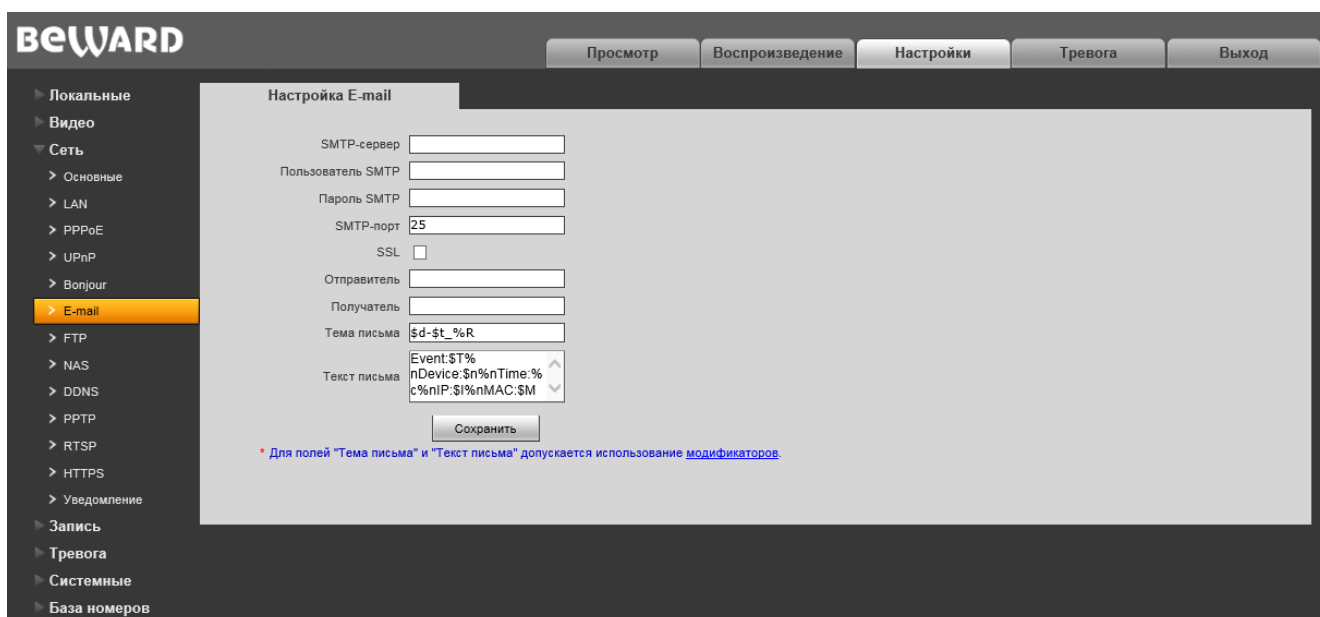 BEWARD
Просмотр
Воспроизведение
Настройки
Тревога
Выход
Локальные
Видео
Сеть
Основные
LAN
PPPoE
UPnP
Bonjour
E-mail
FTP
NAS
DDNS
PPTP
RTSP
HTTPS
Уведомление
Запись
Тревога
Системные
База номеров
Настройка E-mail
SMTP-сервер
Пользователь SMTP
Пароль SMTP
SMTP-порт 25
SSL
Отправитель
Получатель
Тема письма $d-$t_%R
Текст письма Event:$T%
nDevice:$n%nTime:%
c%nIP:$I%nMAC:$M
Сохранить
* Для полей "Тема письма" и "Текст письма" допускается использование модификаторов.